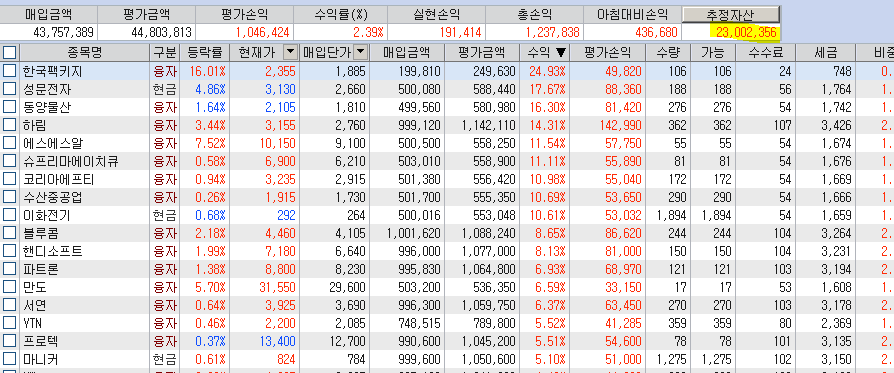 매입금액 평가금액 평가손익 수익률(%) 실현손익 총손익 아침대비손익 추정자산
43,757,389 44,803,813 1,046,424 2.39% 191,414 1,237,838 436,680 23,002,356
종목명 구분 등락률 현재가 매입단가 매입금액 평가금액 수익▼ 평가손익 수량 가능 수수료 세금 비중
한국팩키지 융자 16.01% 2,355 1,885 199,810 249,630 24.93% 49,820 106 106 24 748 0.
성문전자 현금 4.86% 3,130 2,660 500,080 588,440 17.67% 88,360 188 188 56 1,764 1.
동양물산 융자 1.64% 2,105 1,810 499,560 580,980 16.30% 81,420 276 276 54 1,742 1.
하림 융자 3.44% 3,155 2,760 999,120 1,142,110 14.31% 142,990 362 362 107 3,426 2.
에스에스알 융자 7.52% 10,150 9,100 500,500 558,250 11.54% 57,750 55 55 54 1,674 1.
슈프리마에이치큐 융자 0.58% 6,900 6,210 503,010 558,900 11.11% 55,890 81 81 54 1,676 1.
코리아에프티 융자 0.94% 3,235 2,915 501,380 556,420 10.98% 55,040 172 172 54 1,669 1.
수산중공업 융자 0.26% 1,915 1,730 501,700 555,350 10.69% 53,650 290 290 54 1,666 1.
이화전기 현금 0.68% 292 264 500,016 553,048 10.61% 53,032 1,894 1,894 54 1,659 1.
블루콤 융자 2.18% 4,460 4,105 1,001,620 1,088,240 8.65% 86,620 244 244 104 3,264 2.
핸디소프트 융자 1.99% 7,180 6,640 996,000 1,077,000 8.13% 81,000 150 150 104 3,231 2.
파트론 융자 1.38% 8,800 8,230 995,830 1,064,800 6.93% 68,970 121 121 103 3,194 2.
만도 융자 5.70% 31,550 29,600 503,200 536,350 6.59% 33,150 17 17 53 1,608 1.
서연 융자 0.64% 3,925 3,690 996,300 1,059,750 6.37% 63,450 270 270 103 3,178 2.
YTN 융자 0.46% 2,200 2,085 748,515 789,800 5.52% 41,285 359 359 80 2,369 1.
프로텍 융자 0.37% 13,400 12,700 990,600 1,045,200 5.51% 54,600 78 78 101 3,135 2.
마니커 현금 0.61% 824 784 999,600 1,050,600 5.10% 51,000 1,275 1,275 102 3,150 2.